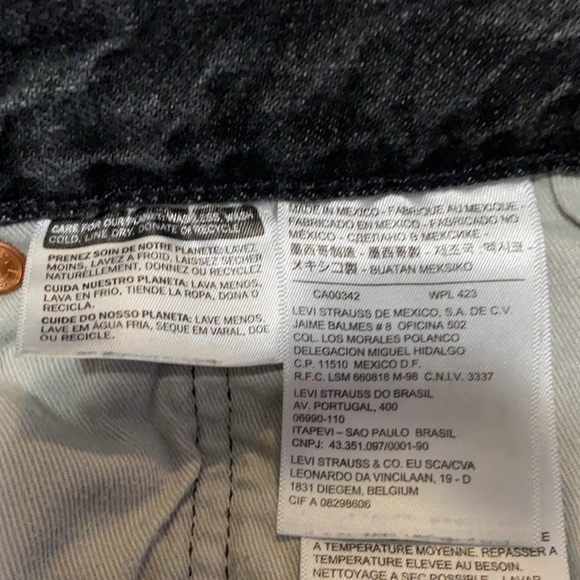 CARE FOR OUR PLANET: WASH LESS, WASH
COLD, LINE DRY, DONATE OR RECYCLE.
PRENEZ SOIN DE NOTRE PLANETE: LAVEZ
MOINS, LAVEZ A FROID, LAISSEZ SECHER
NATURELLEMENT, DONNEZ OU RECYCLEZ
CUIDA NUESTRO PLANETA: LAVA MENOS,
LAVA EN FRIO, TIENDE LA ROPA, DONA O
RECICLA.
CUIDE DO NOSSO PLANETA: LAVE MENOS,
LAVE EM ÁGUA FRIA, SEQUE EM VARAL, DOE
OU RECICLE.
MADE IN MEXICO - FABRIQUE AU MEXIQUE -
FABRICADO EN MEXICO - FABRICADO NO
MEXICO - СДЕЛАНО В МЕКСИКЕ -
墨西哥制造 - 墨西哥製 - 제조국 - 멕시코 -
メキシコ製 - BUATAN MEKSIKO
CA00342 WPL 423
LEVI STRAUSS DE MEXICO, S.A. DE C.V.
JAIME BALMES # 8 OFICINA 502
COL. LOS MORALES POLANCO
DELEGACION MIGUEL HIDALGO
C.P. 11510 MEXICO D.F.
R.F.C. LSM 660818 M-98 C.N.I.V. 3337
LEVI STRAUSS DO BRASIL
AV. PORTUGAL, 400
06990-110
ITAPEVI – SAO PAULO BRASIL
CNPJ: 43.351.097/0001-90
LEVI STRAUSS & CO. EU SCA/CVA
LEONARDO DA VINCILAAN, 19 - D
1831 DIEGEM, BELGIUM
CIF A 08298606
E
A TEMPERATURE MOYENNE. REPASSER A
TEMPERATURE ELEVEE AU BESOIN.
NETTOYAGE A SEC POSSIBLE